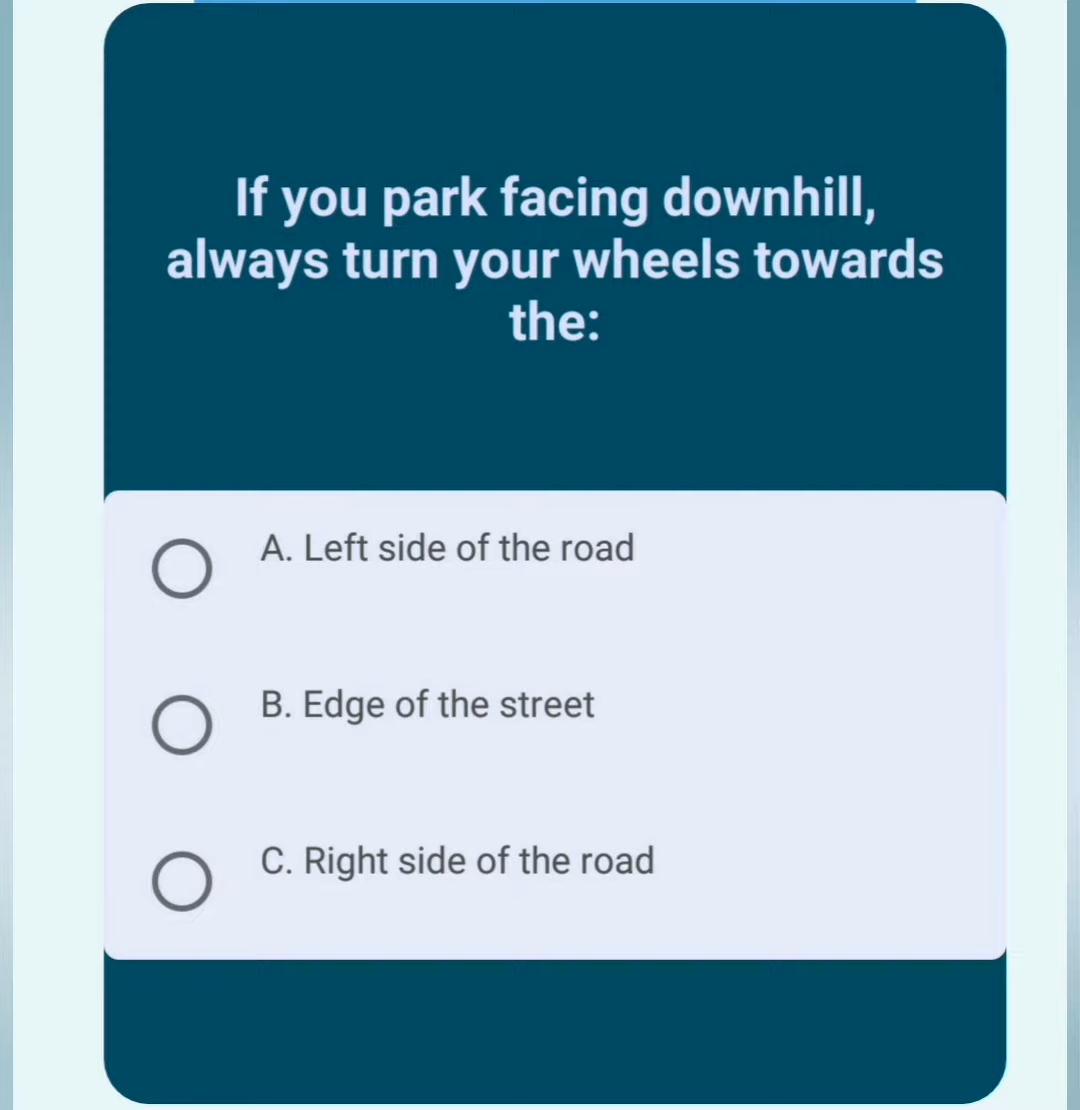 If you park facing downhill,
always turn your wheels towards
the:
A. Left side of the road
B. Edge of the street
C. Right side of the road